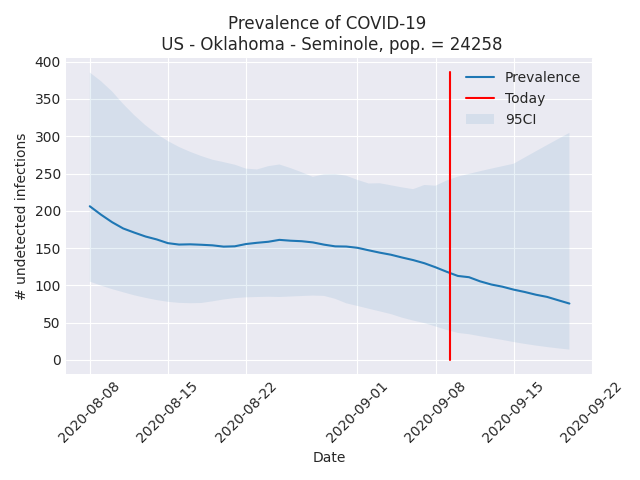 Prevalence of COVID-19
US - Oklahoma - Seminole, pop. = 24258
400
350
300
250
200
150
100
50
0
# undetected infections
Prevalence
Today
95CI
2020-08-08
2020-08-15
2020-08-22
2020-09-01
2020-09-08
2020-09-15
2020-09-22
Date